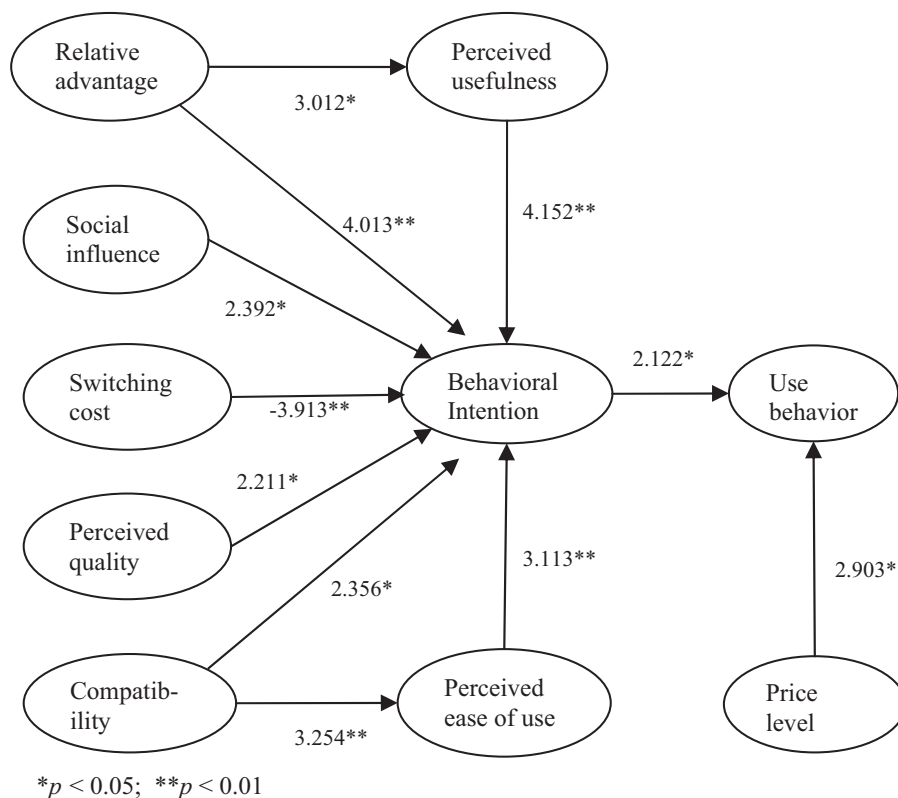 Relative
advantage
Perceived
usefulness
3.012*
4.013**
4.152**
Social
influence
2.392*
Switching
cost
-3.913**
Behavioral
Intention
2.122*
Use
behavior
2.211*
Perceived
quality
2.356*
3.113**
2.903*
Compatib-
ility
3.254**
Perceived
ease of use
Price
level
*p < 0.05; **p < 0.01